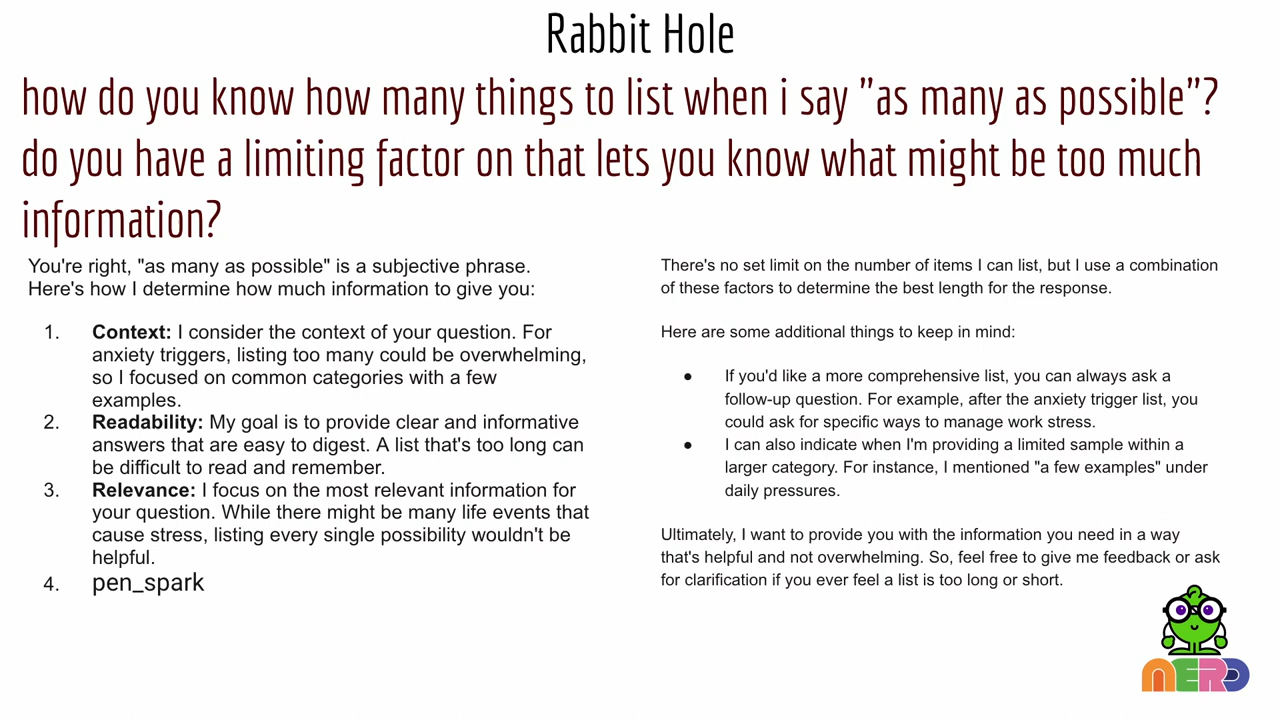 Rabbit Hole
how do you know how many things to list when i say "as many as possible"?
do you have a limiting factor on that lets you know what might be too much
information?
You're right, "as many as possible" is a subjective phrase.
Here's how I determine how much information to give you:
1. Context: I consider the context of your question. For
anxiety triggers, listing too many could be overwhelming,
so I focused on common categories with a few
examples.
2. Readability: My goal is to provide clear and informative
answers that are easy to digest. A list that's too long can
be difficult to read and remember.
3. Relevance: I focus on the most relevant information for
your question. While there might be many life events that
cause stress, listing every single possibility wouldn't be
helpful.
4. pen_spark
There's no set limit on the number of items I can list, but I use a combination
of these factors to determine the best length for the response.
Here are some additional things to keep in mind:
● If you'd like a more comprehensive list, you can always ask a
follow-up question. For example, after the anxiety trigger list, you
could ask for specific ways to manage work stress.
● I can also indicate when I'm providing a limited sample within a
larger category. For instance, I mentioned "a few examples" under
daily pressures.
Ultimately, I want to provide you with the information you need in a way
that's helpful and not overwhelming. So, feel free to give me feedback or ask
for clarification if you ever feel a list is too long or short.
NERD